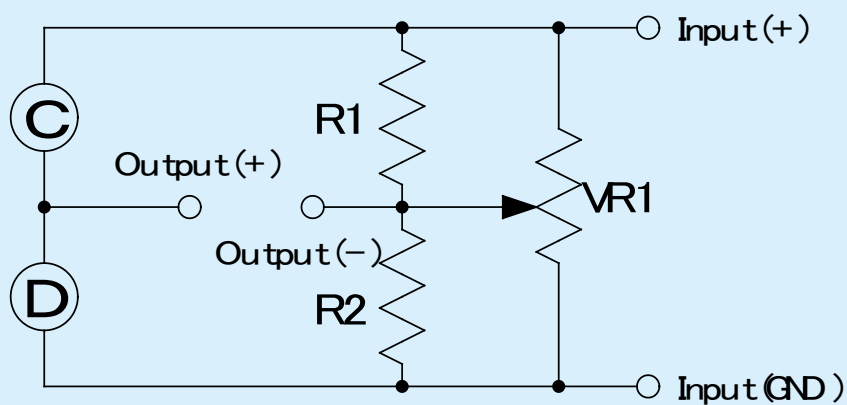 Input(+)
C
R1
Output(+)
VR1
Output(-)
D
R2
Input(GND)